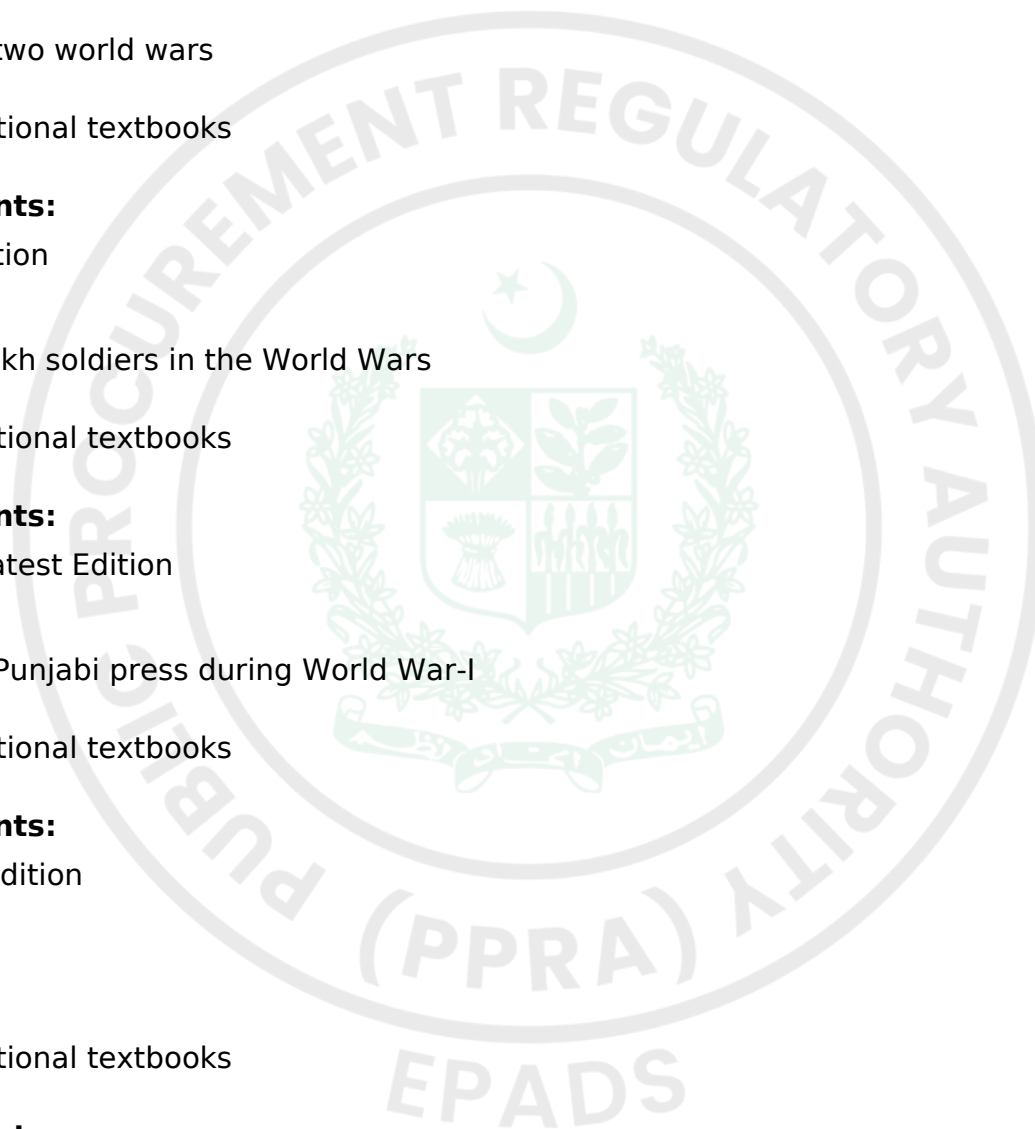 two world wars
tional textbooks
nts:
tion
kh soldiers in the World Wars
tional textbooks
nts:
atest Edition
Punjabi press during World War-I
tional textbooks
nts:
dition
tional textbooks
PUBLIC PROCUREMENT REGULATORY AUTHORITY
(PPRA)
EPADS